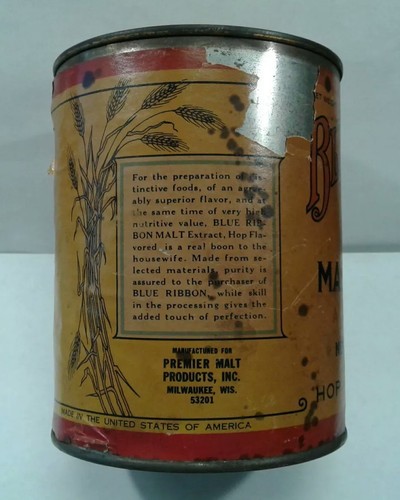 For the preparation of
tinctive foods, of an agree-
ably superior flavor, and at
the same time of very high
nutritive value, BLUE RIB-
BON MALT Extract, Hop Fla-
vored is a real boon to the
housewife. Made from se-
lected materials, purity is
assured to the purchaser of
BLUE RIBBON, while skill
in the processing gives the
added touch of perfection.
MANUFACTURED FOR
PREMIER MALT
PRODUCTS, INC.
MILWAUKEE, WIS.
53201
MADE IN THE UNITED STATES OF AMERICA
B
MA
HOP